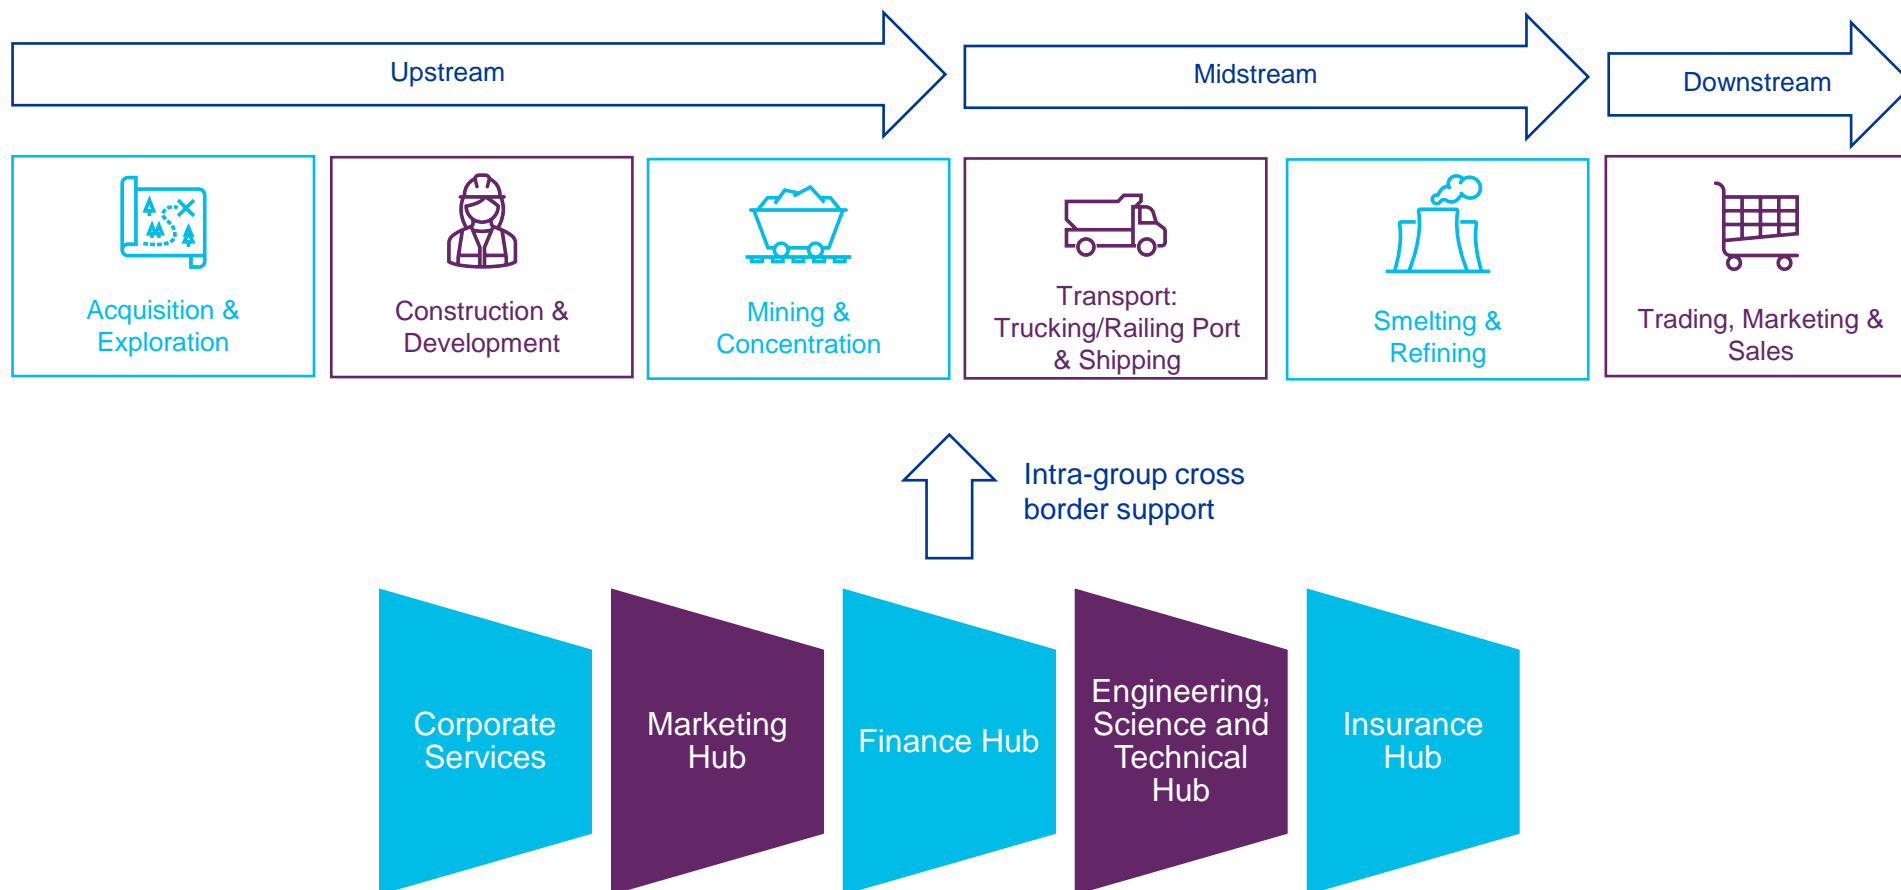 Upstream
Midstream
Downstream
Acquisition &
Exploration
Construction &
Development
Mining &
Concentration
Transport:
Trucking/Railing Port
& Shipping
Smelting &
Refining
Trading, Marketing &
Sales
Intra-group cross
border support
Corporate
Services
Marketing
Hub
Finance Hub
Engineering,
Science and
Technical
Hub
Insurance
Hub